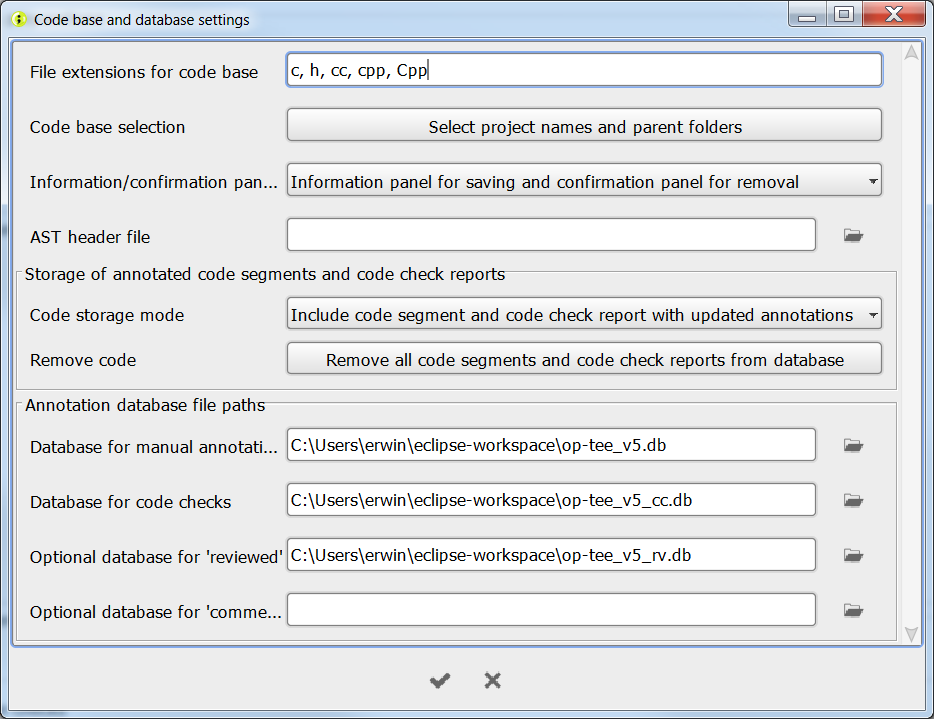 Code base and database settings
File extensions for code base
c, h, cc, cpp, Cpp
Code base selection
Select project names and parent folders
Information/confirmation pan...
Information panel for saving and confirmation panel for removal
AST header file
Storage of annotated code segments and code check reports
Code storage mode
Include code segment and code check report with updated annotations
Remove code
Remove all code segments and code check reports from database
Annotation database file paths
Database for manual annotati...
C:\Users\erwin\eclipse-workspace\op-tee_v5.db
Database for code checks
C:\Users\erwin\eclipse-workspace\op-tee_v5_cc.db
Optional database for 'reviewed'
C:\Users\erwin\eclipse-workspace\op-tee_v5_rv.db
Optional database for 'comme...